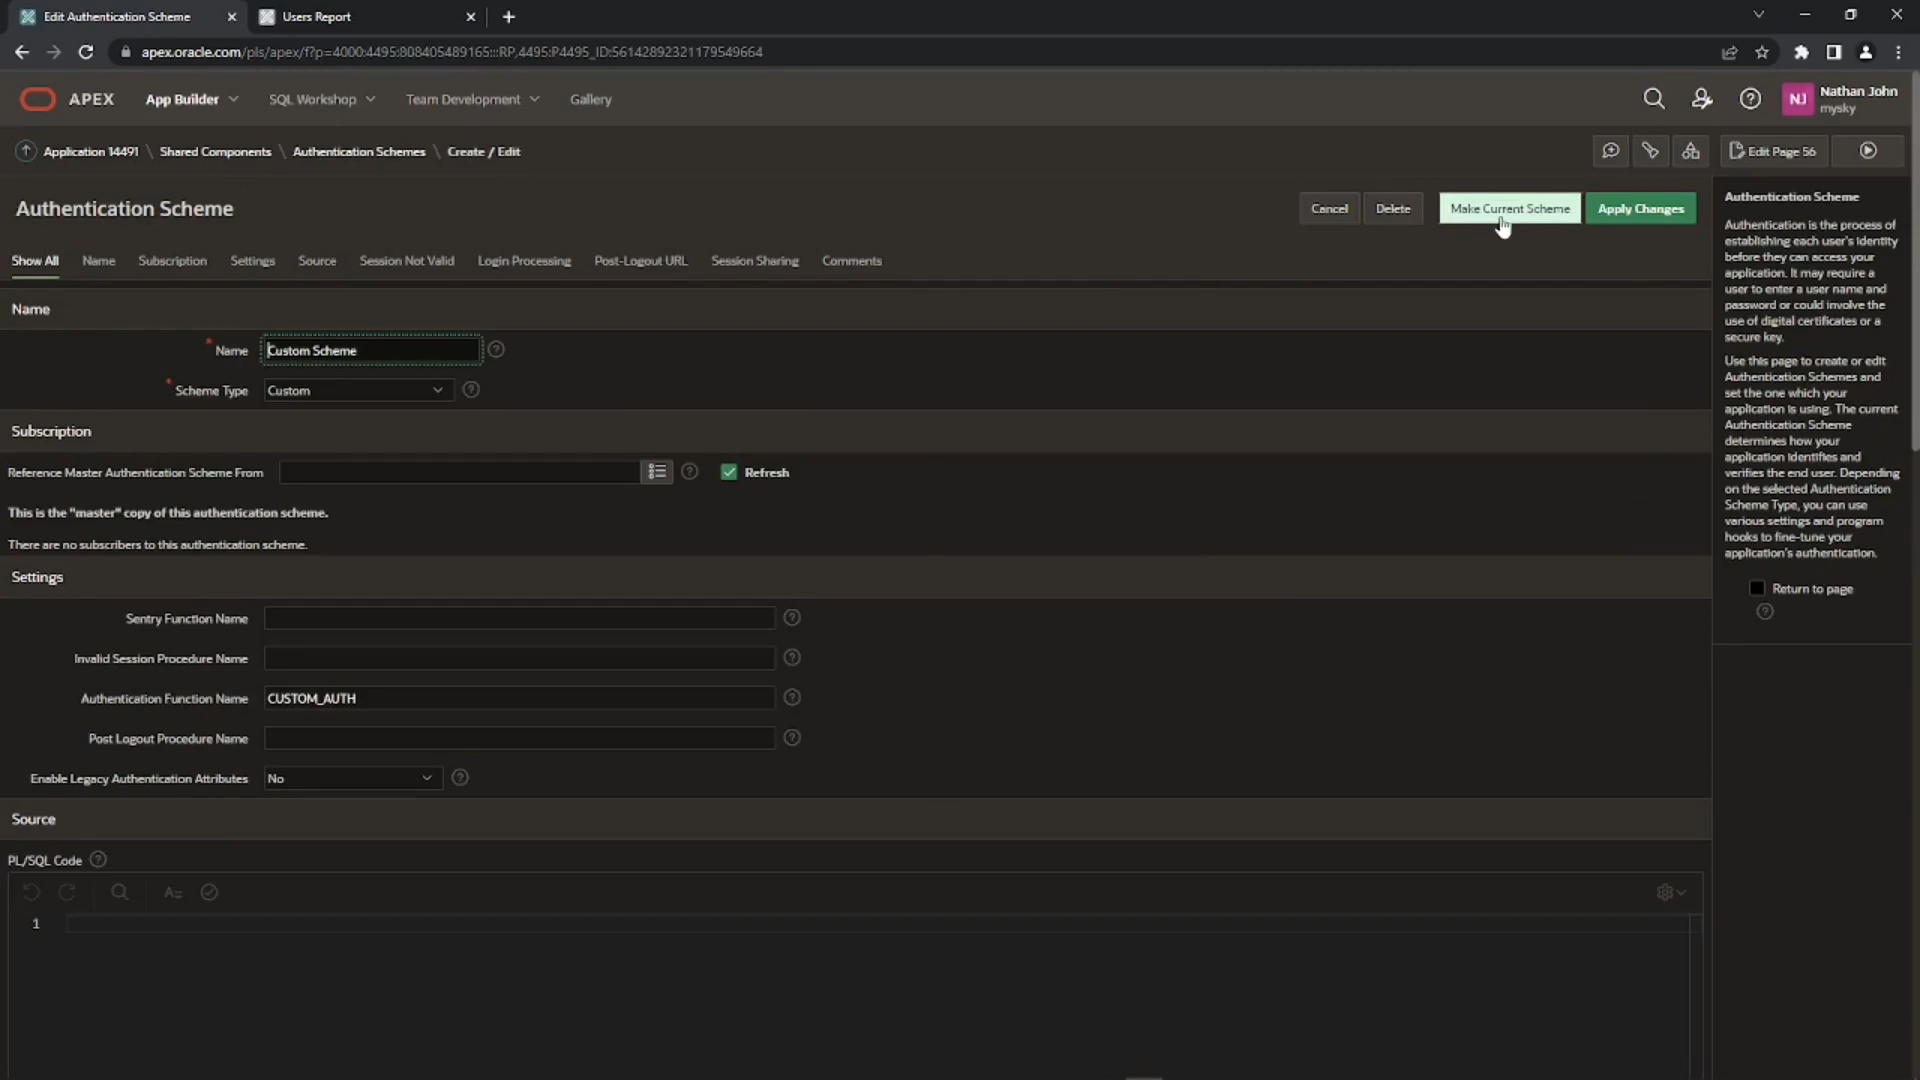 Edit Authentication Scheme
Users Report
apex.oracle.com/pls/apex/f?p=4000:4495:808405489165:::RP,4495:P4495_ID:56142892321179549664
APEX
App Builder
SQL Workshop
Team Development
Gallery
NJ
Nathan John
mysky
Application 14491 \ Shared Components \ Authentication Schemes \ Create / Edit
Edit Page 56
Authentication Scheme
Cancel
Delete
Make Current Scheme
Apply Changes
Show All
Name
Subscription
Settings
Source
Session Not Valid
Login Processing
Post-Logout URL
Session Sharing
Comments
Name
* Name
Custom Scheme
* Scheme Type
Custom
Subscription
Reference Master Authentication Scheme From
Refresh
This is the "master" copy of this authentication scheme.
There are no subscribers to this authentication scheme.
Settings
Sentry Function Name
Invalid Session Procedure Name
Authentication Function Name
CUSTOM_AUTH
Post Logout Procedure Name
Enable Legacy Authentication Attributes
No
Source
PL/SQL Code
1
Authentication Scheme
Authentication is the process of
establishing each user's identity
before they can access your
application. It may require a
user to enter a user name and
password or could involve the
use of digital certificates or a
secure key.
Use this page to create or edit
Authentication Schemes and
set the one which your
application is using. The current
Authentication Scheme
determines how your
application identifies and
verifies the end user. Depending
on the selected Authentication
Scheme Type, you can use
various settings and program
hooks to fine-tune your
application's authentication.
Return to page